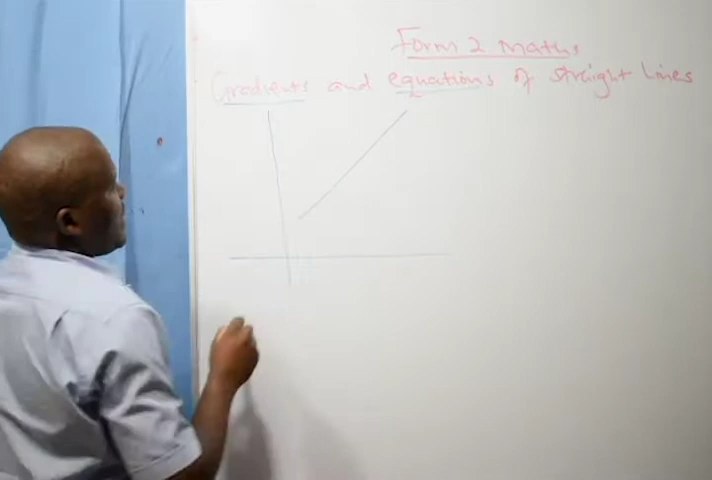 Form 2 Maths
Gradients and equations of straight Lines